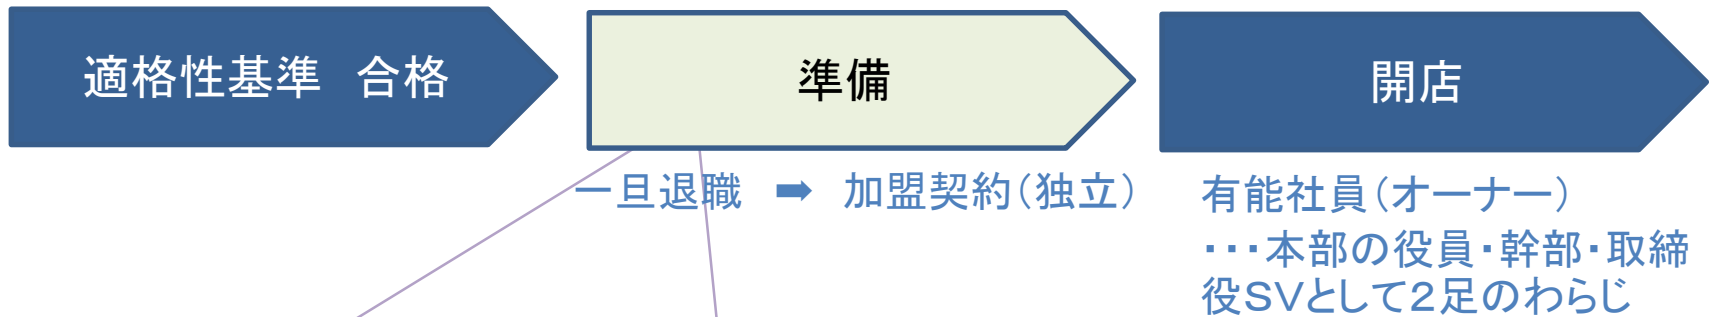 適格性基準　合格
準備
開店
一旦退職　➡　加盟契約（独立）
有能社員（オーナー）
・・・本部の役員・幹部・取締
役ＳＶとして２足のわらじ